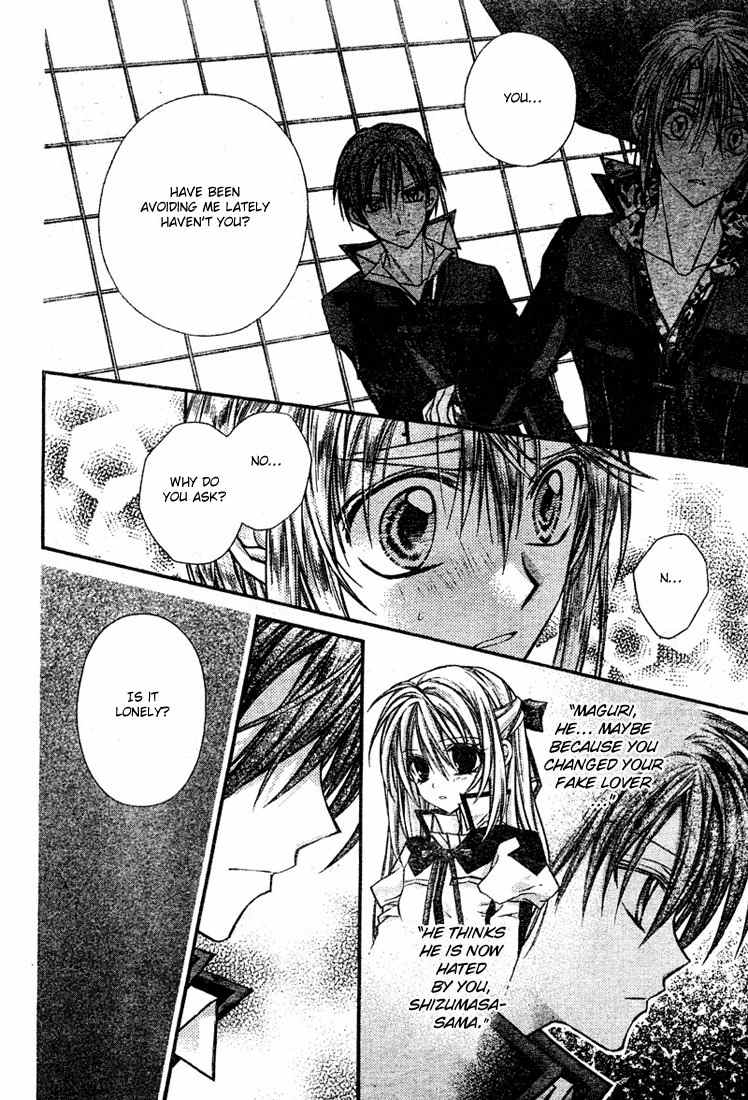 YOU...
HAVE BEEN
AVOIDING ME LATELY
HAVEN'T YOU?
N...
NO...
WHY DO
YOU ASK?
"MAGURI,
HE... MAYBE
BECAUSE YOU
CHANGED YOUR
FAKE LOVER
"
"HE THINKS
HE IS NOW
HATED
BY YOU,
SHIZUMASA-
SAMA."
IS IT
LONELY?